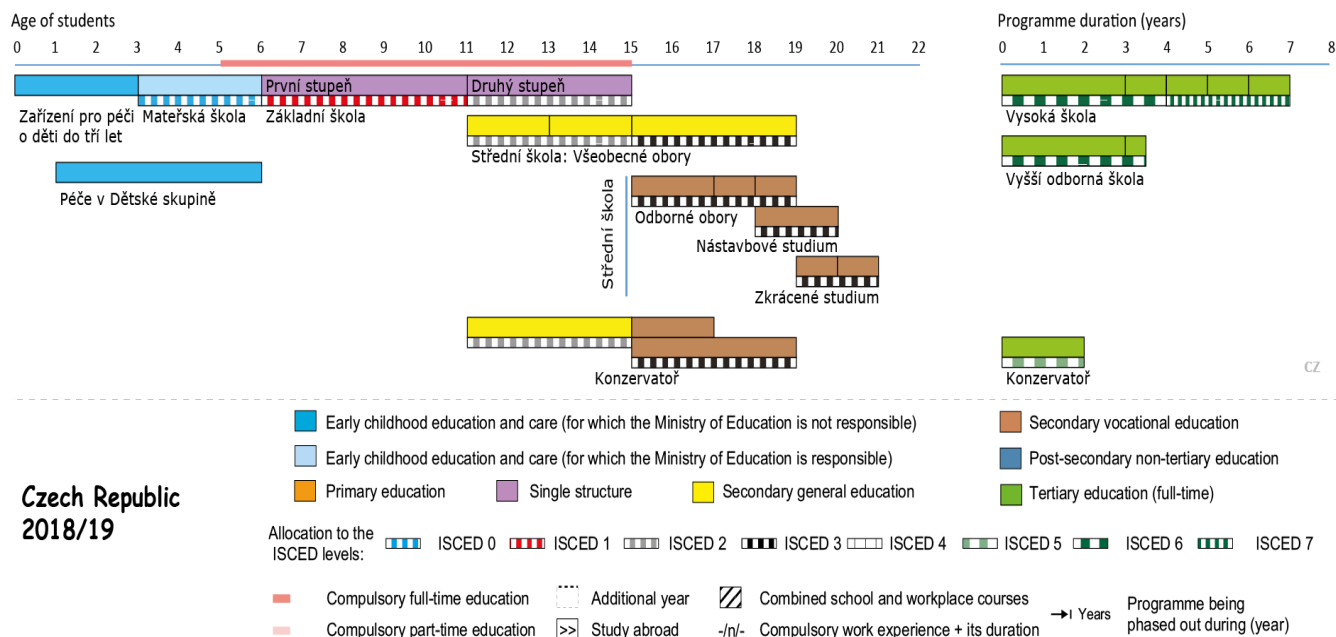 Age of students
Programme duration (years)
0 1 2 3 4 5 6 7 8 9 10 11 12 13 14 15 16 17 18 19 20 21 22
0 1 2 3 4 5 6 7 8
První stupeň
Druhý stupeň
Zařízení pro péči
o děti do tří let
Mateřská škola
Základní škola
Vysoká škola
Střední škola: Všeobecné obory
Vyšší odborná škola
Péče v Dětské skupině
Střední škola
Odborné obory
Nástavbové studium
Zkrácené studium
Konzervatoř
Konzervatoř
CZ
Czech Republic
2018/19
Early childhood education and care (for which the Ministry of Education is not responsible)
Secondary vocational education
Early childhood education and care (for which the Ministry of Education is responsible)
Post-secondary non-tertiary education
Primary education
Single structure
Secondary general education
Tertiary education (full-time)
Allocation to the
ISCED levels:
ISCED 0
ISCED 1
ISCED 2
ISCED 3
ISCED 4
ISCED 5
ISCED 6
ISCED 7
Compulsory full-time education
Additional year
Combined school and workplace courses
Years
Programme being
phased out during (year)
Compulsory part-time education
>> Study abroad
-/n/- Compulsory work experience + its duration